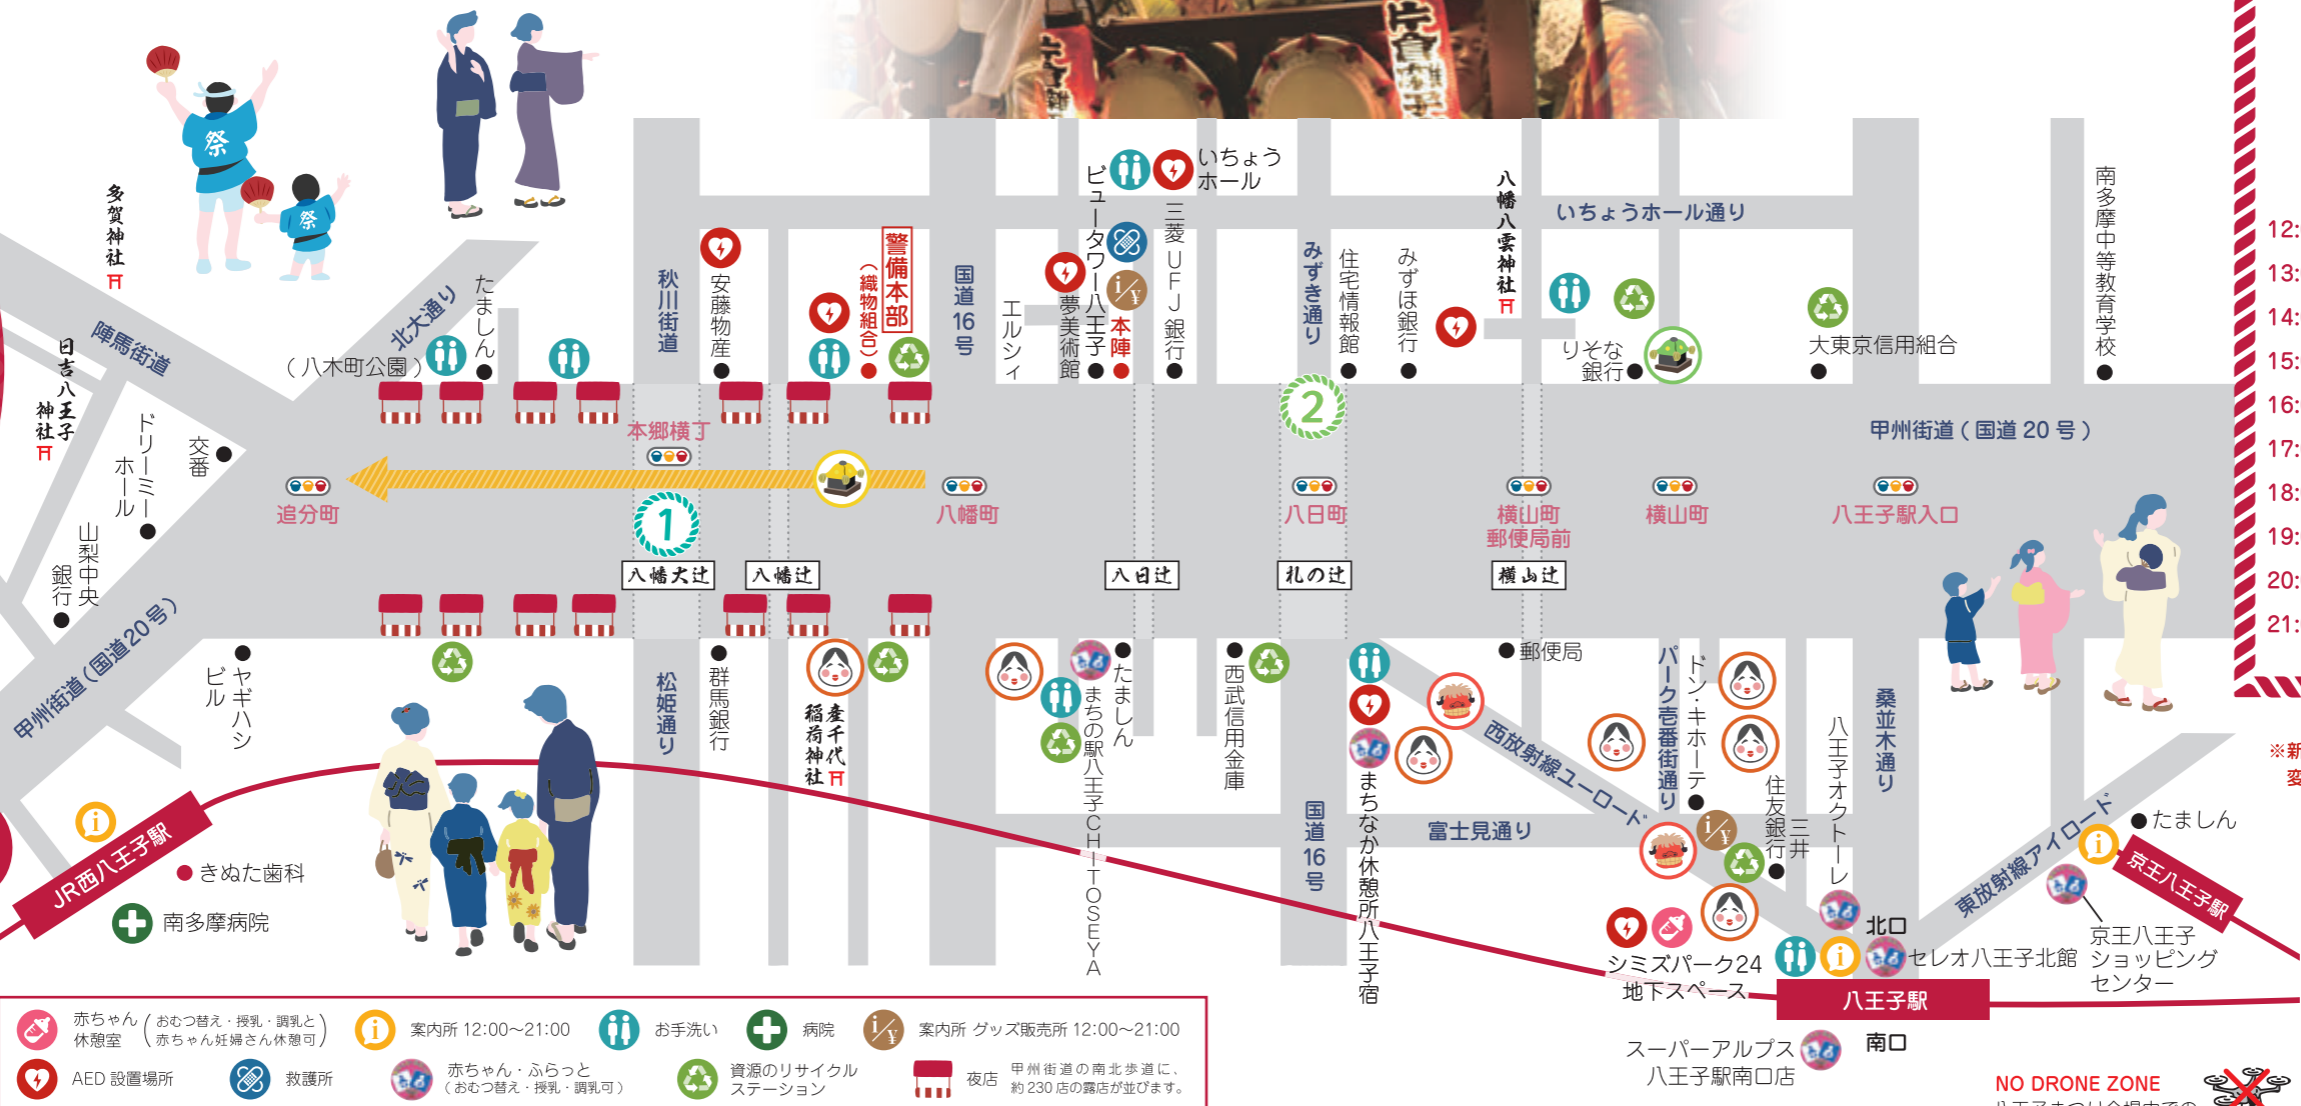 祭
祭
片倉
片倉囃子
12:
13:
14:
15:
16:
17:
18:
19:
20:
21:
※新
変
多賀神社
日吉八王子
神社
陣馬街道
北大通り
(八木町公園)
たましん
秋川街道
安藤物産
警備本部
(織物組合)
国道16号
エルシィ
夢美術館
ビュータワー八王子
本陣
三菱UFJ銀行
いちょう
ホール
みずき通り
住宅情報館
みずほ銀行
八幡八雲神社
いちょうホール通り
りそな
銀行
大東京信用組合
南多摩中等教育学校
甲州街道(国道20号)
ドリーミー
ホール
交番
山梨中央
銀行
甲州街道(国道20号)
追分町
本郷横丁
1
八幡町
2
八日町
横山町
郵便局前
横山町
八王子駅入口
八幡大辻
八幡辻
八日辻
札の辻
横山辻
ヤギハシ
ビル
松姫通り
群馬銀行
産千代
稲荷神社
たましん
まちの駅八王子CHITOSEYA
西武信用金庫
国道16号
まちなか休憩所八王子宿
郵便局
西放射線ユーロード
富士見通り
パーク壱番街通り
ドン・キホーテ
三井
住友銀行
八王子オクトーレ
桑並木通り
東放射線アイロード
たましん
京王八王子駅
京王八王子
ショッピング
センター
JR西八王子駅
きぬた歯科
南多摩病院
シミズパーク24
地下スペース
北口
セレオ八王子北館
八王子駅
南口
スーパーアルプス
八王子駅南口店
赤ちゃん
休憩室
(おむつ替え・授乳・調乳と
赤ちゃん妊婦さん休憩可)
案内所 12:00〜21:00
お手洗い
病院
案内所 グッズ販売所 12:00〜21:00
AED 設置場所
救護所
赤ちゃん・ふらっと
(おむつ替え・授乳・調乳可)
資源のリサイクル
ステーション
夜店
甲州街道の南北歩道に、
約230店の露店が並びます。
NO DRONE ZONE
八王子まつり会場内での